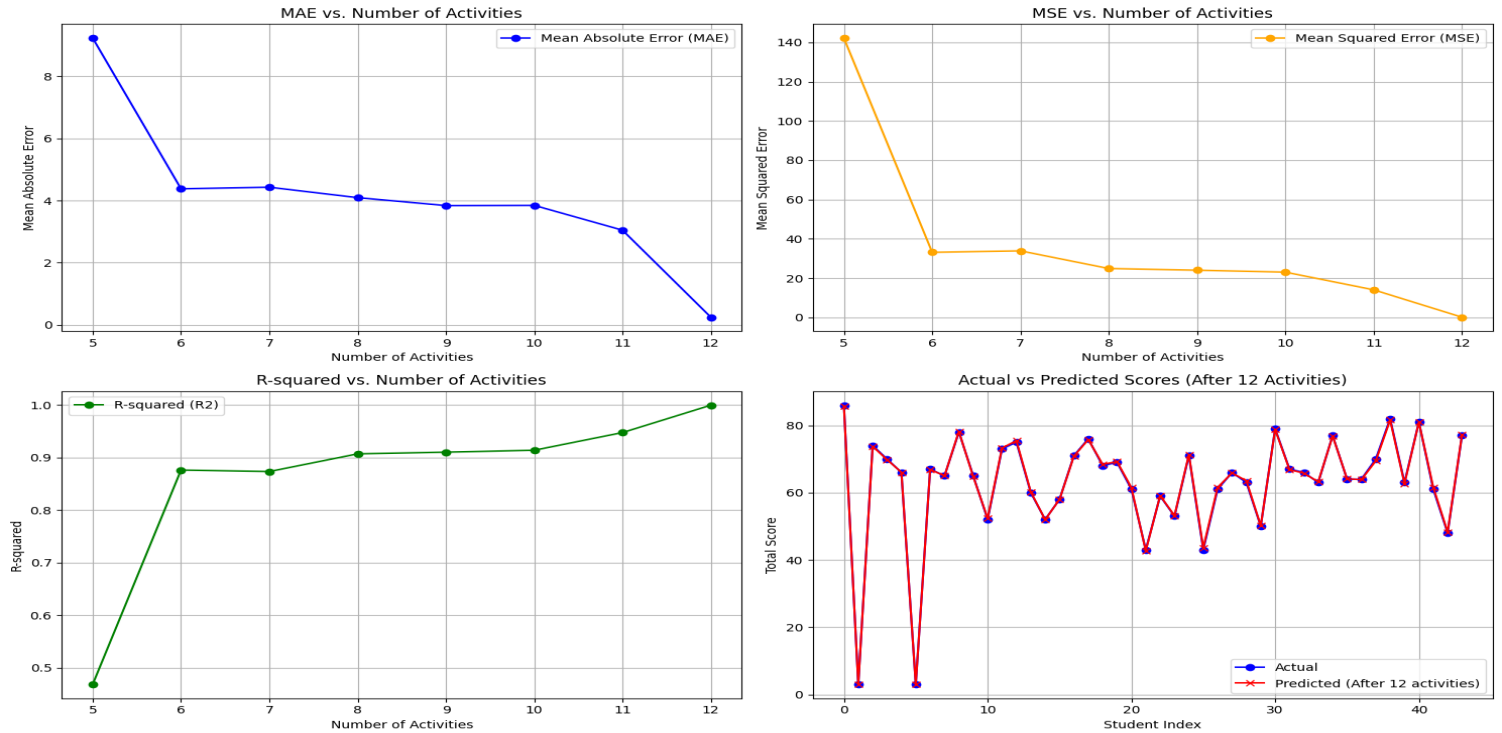 MAE vs. Number of Activities
Mean Absolute Error (MAE)
Mean Absolute Error
8
6
4
2
0
5 6 7 8 9 10 11 12
Number of Activities
MSE vs. Number of Activities
Mean Squared Error (MSE)
Mean Squared Error
140
120
100
80
60
40
20
0
5 6 7 8 9 10 11 12
Number of Activities
R-squared vs. Number of Activities
R-squared (R2)
R-squared
1.0
0.9
0.8
0.7
0.6
0.5
5 6 7 8 9 10 11 12
Number of Activities
Actual vs Predicted Scores (After 12 Activities)
Total Score
80
60
40
20
0
Actual
Predicted (After 12 activities)
0 10 20 30 40
Student Index